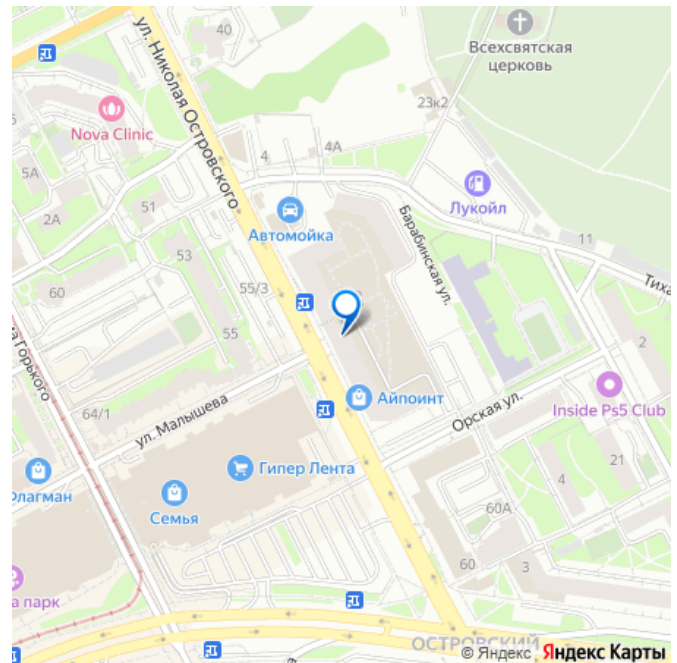 ул. Николая Островского
40
Всехсвятская
церковь
23к2
Nova Clinic
4
4А
5А
Лукойл
2А
51
Автомойка
Барабинская ул.
11
53
Тиха
60
55/3
2
55
а Горького
Айпоинт
64/1
ул. Малышева
Орская ул.
Inside Ps5 Club
Гипер Лента
21
Флагман
4
Семья
60А
60
3
а парк
ОСТРОВСКИЙ
© Яндекс Яндекс Карты